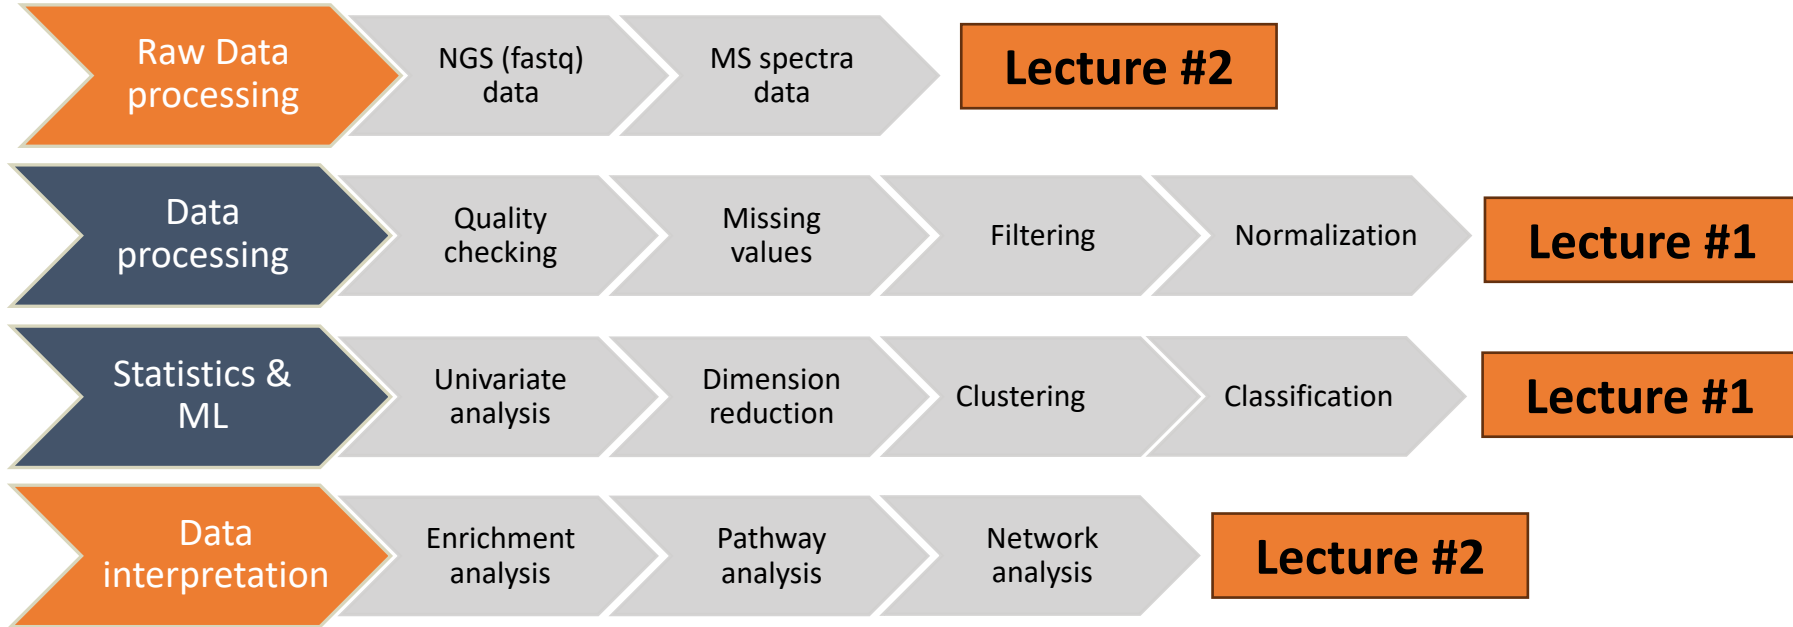 Raw Data
processing
NGS (fastq)
data
MS spectra
data
Lecture #2
Data
processing
Quality
checking
Missing
values
Filtering
Normalization
Lecture #1
Statistics &
ML
Univariate
analysis
Dimension
reduction
Clustering
Classification
Lecture #1
Data
interpretation
Enrichment
analysis
Pathway
analysis
Network
analysis
Lecture #2